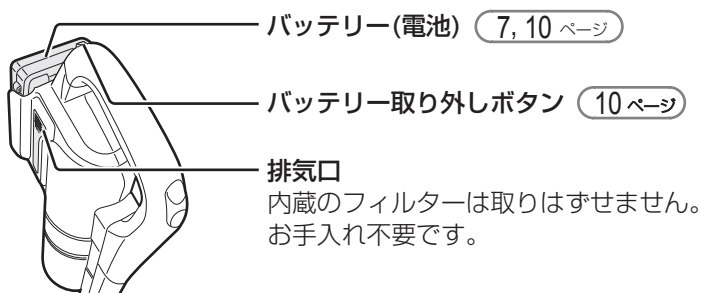 バッテリー(電池) 7, 10 ページ
バッテリー取り外しボタン 10 ページ
排気口
内蔵のフィルターは取りはずせません。
お手入れ不要です。